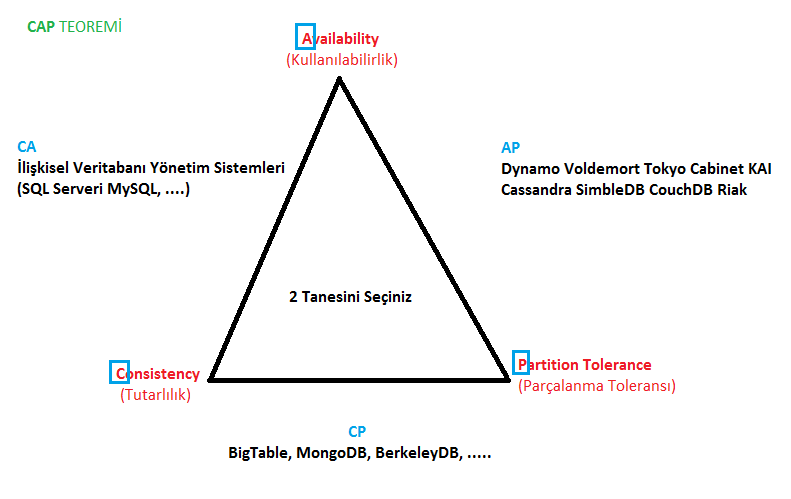 CAP TEOREMİ
Availability
(Kullanılabilirlik)
CA
İlişkisel Veritabanı Yönetim Sistemleri
(SQL Serveri MySQL, ....)
AP
Dynamo Voldemort Tokyo Cabinet KAI
Cassandra SimbleDB CouchDB Riak
2 Tanesini Seçiniz
Consistency
(Tutarlılık)
Partition Tolerance
(Parçalanma Toleransı)
CP
BigTable, MongoDB, BerkeleyDB, .....